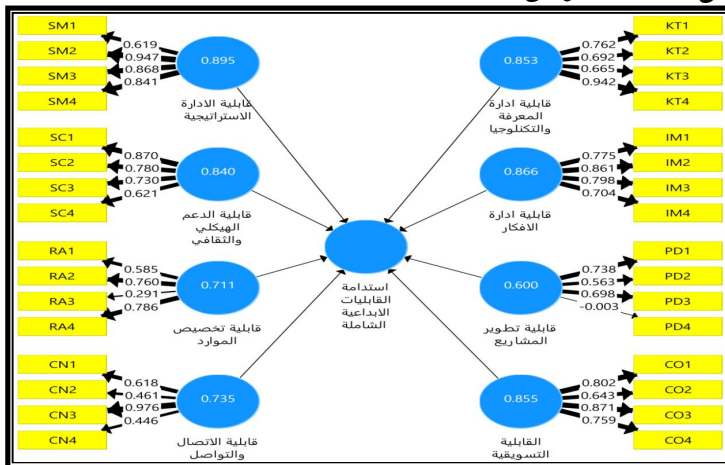 SM1
SM2
SM3
SM4
0.619
0.947
0.868
0.841
0.895
قابلية الادارة
الاستراتيجية
SC1
SC2
SC3
SC4
0.870
0.780
0.730
0.621
0.840
قابلية الدعم
الهيكلي
والثقافي
RA1
RA2
RA3
RA4
0.585
0.760
0.291
0.786
0.711
قابلية تخصيص
الموارد
CN1
CN2
CN3
CN4
0.618
0.461
0.976
0.446
0.735
قابلية الاتصال
والتواصل
استدامة
القابليات
الابداعية
الشاملة
0.853
قابلية ادارة
المعرفة
والتكنلوجيا
0.762
0.692
0.665
0.942
KT1
KT2
KT3
KT4
0.866
قابلية ادارة
الافكار
0.775
0.861
0.798
0.704
IM1
IM2
IM3
IM4
0.600
قابلية تطوير
المشاريع
0.738
0.563
0.698
-0.003
PD1
PD2
PD3
PD4
0.855
القابلية
التسويقية
0.802
0.643
0.871
0.759
CO1
CO2
CO3
CO4